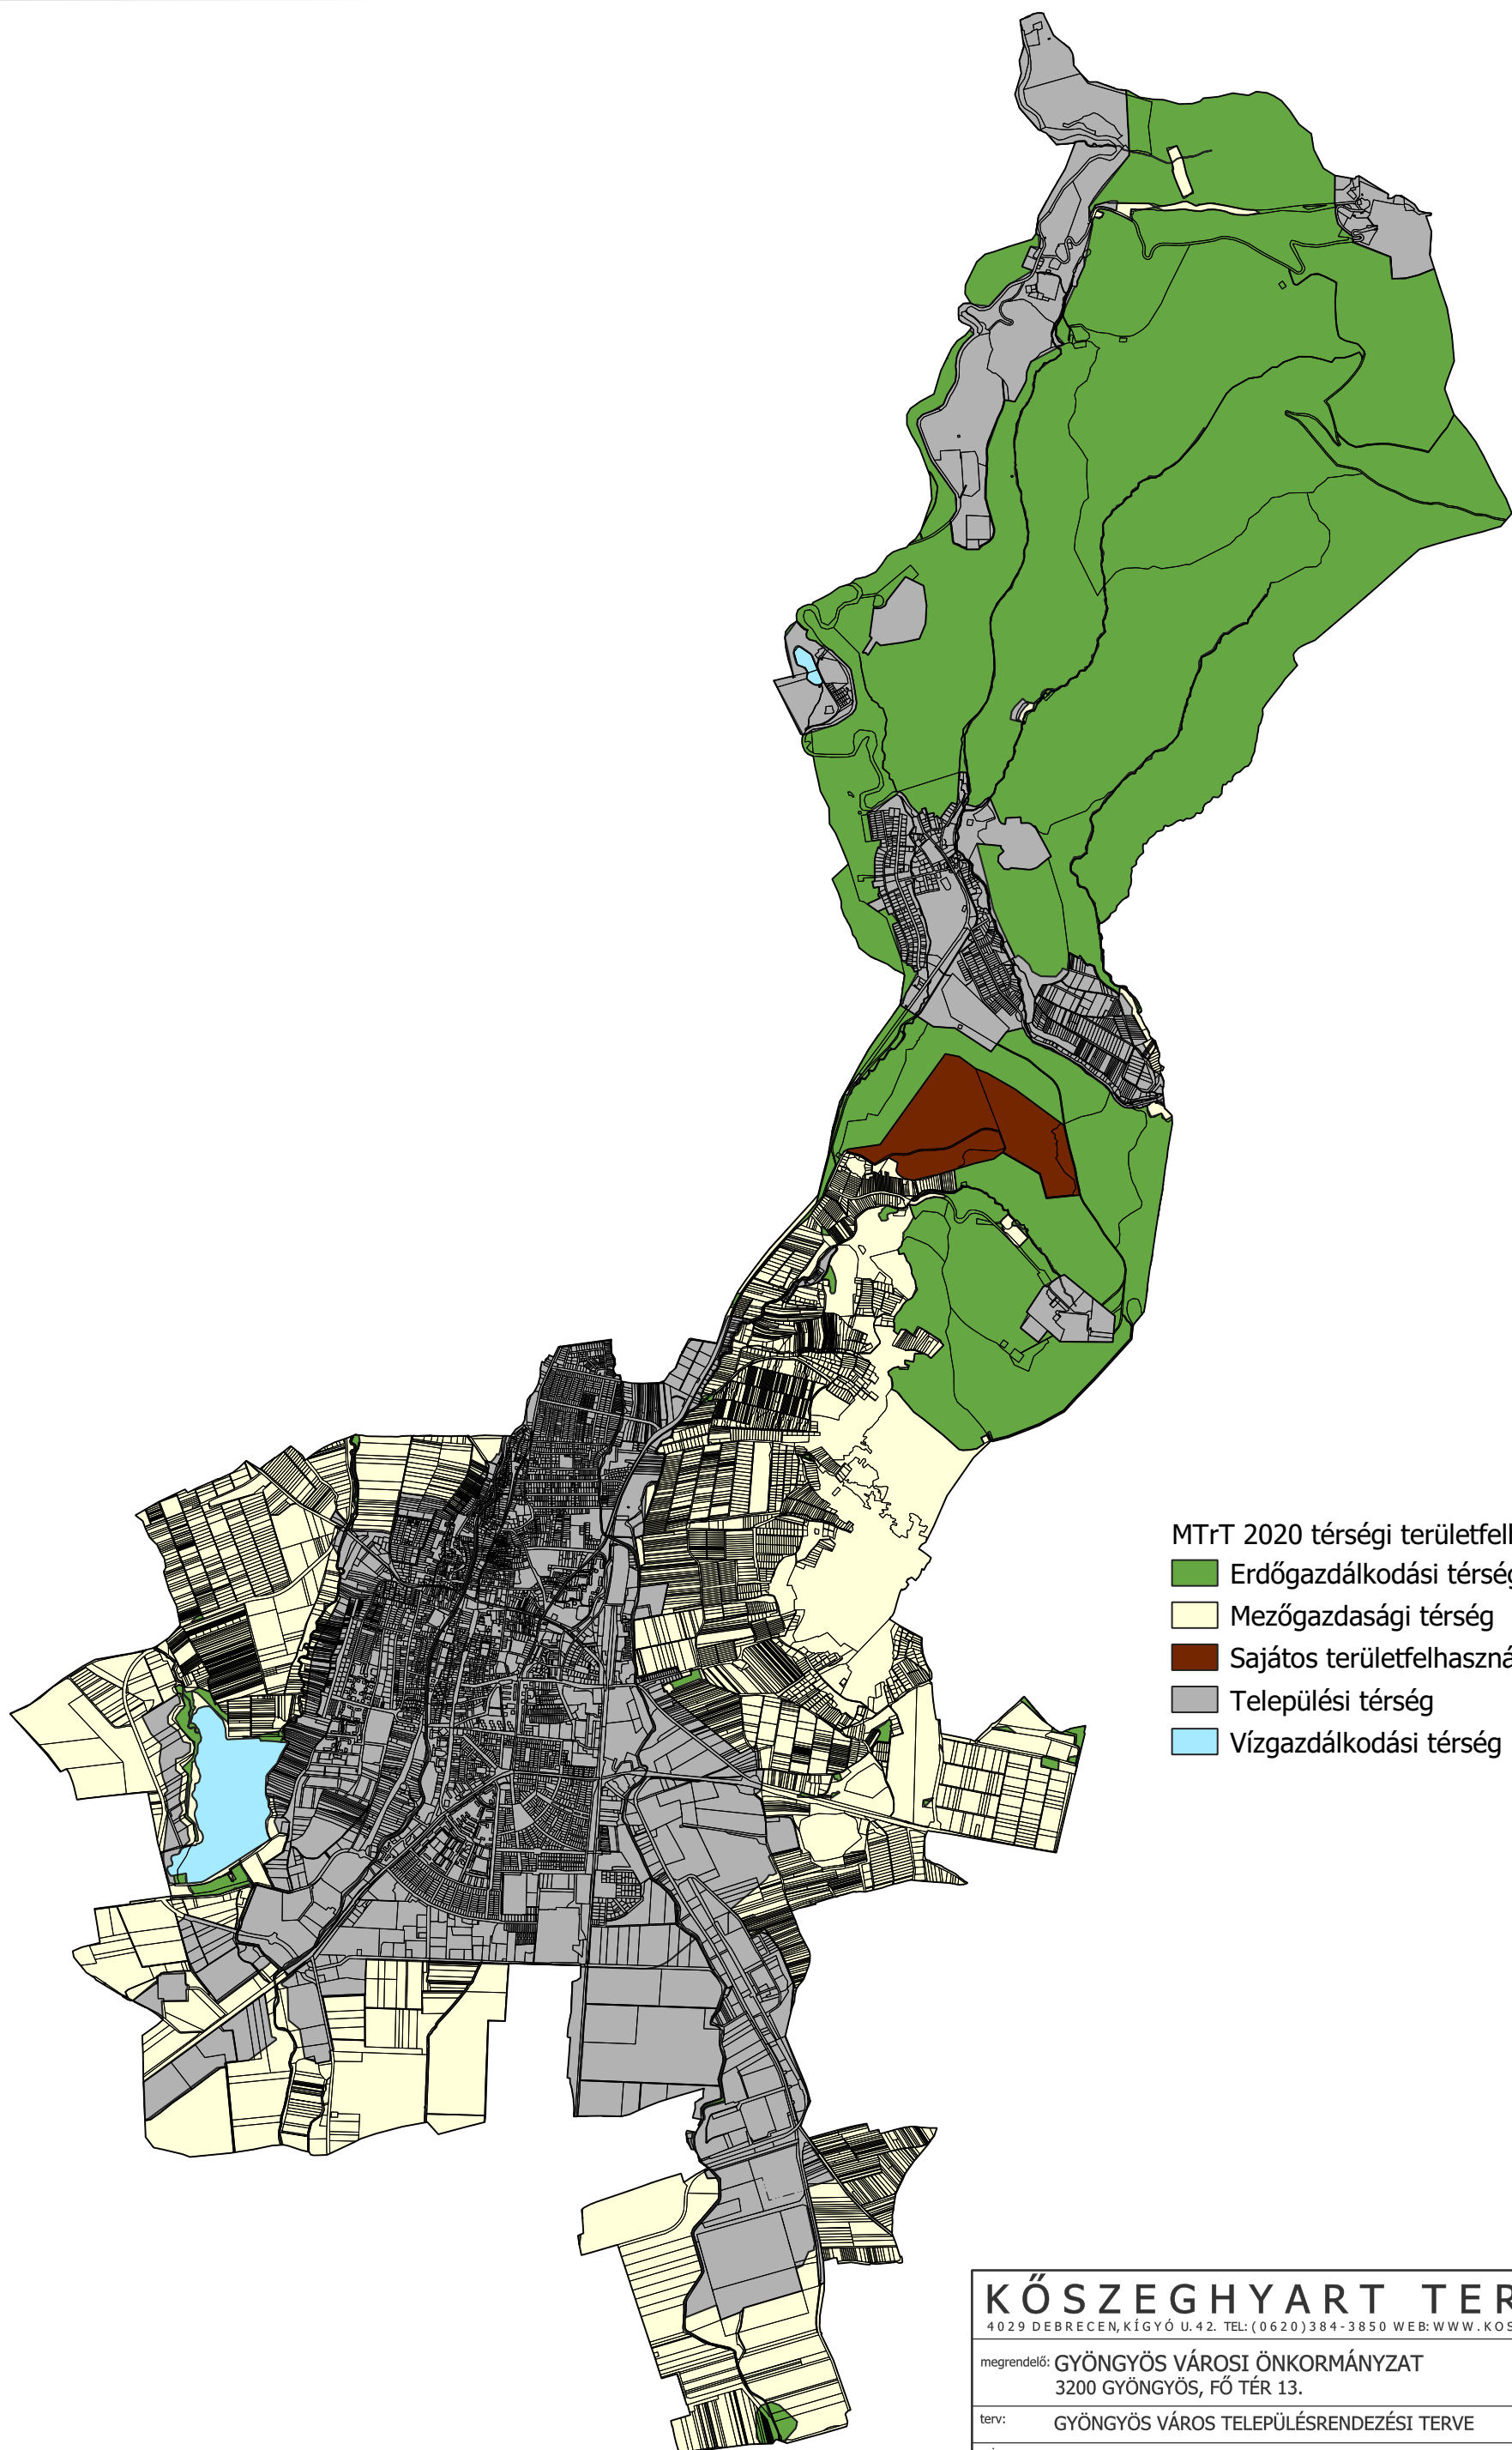 MTrT 2020 térségi területfelh
Erdőgazdálkodási térség
Mezőgazdasági térség
Sajátos területfelhaszná
Települési térség
Vízgazdálkodási térség
KŐSZEGHYART TER
4029 DEBRECEN, KÍGYÓ U. 42. TEL: (0620)384-3850 WEB: WWW.KOS
megrendelő: GYÖNGYÖS VÁROSI ÖNKORMÁNYZAT
3200 GYÖNGYÖS, FŐ TÉR 13.
terv: GYÖNGYÖS VÁROS TELEPÜLÉSRENDEZÉSI TERVE